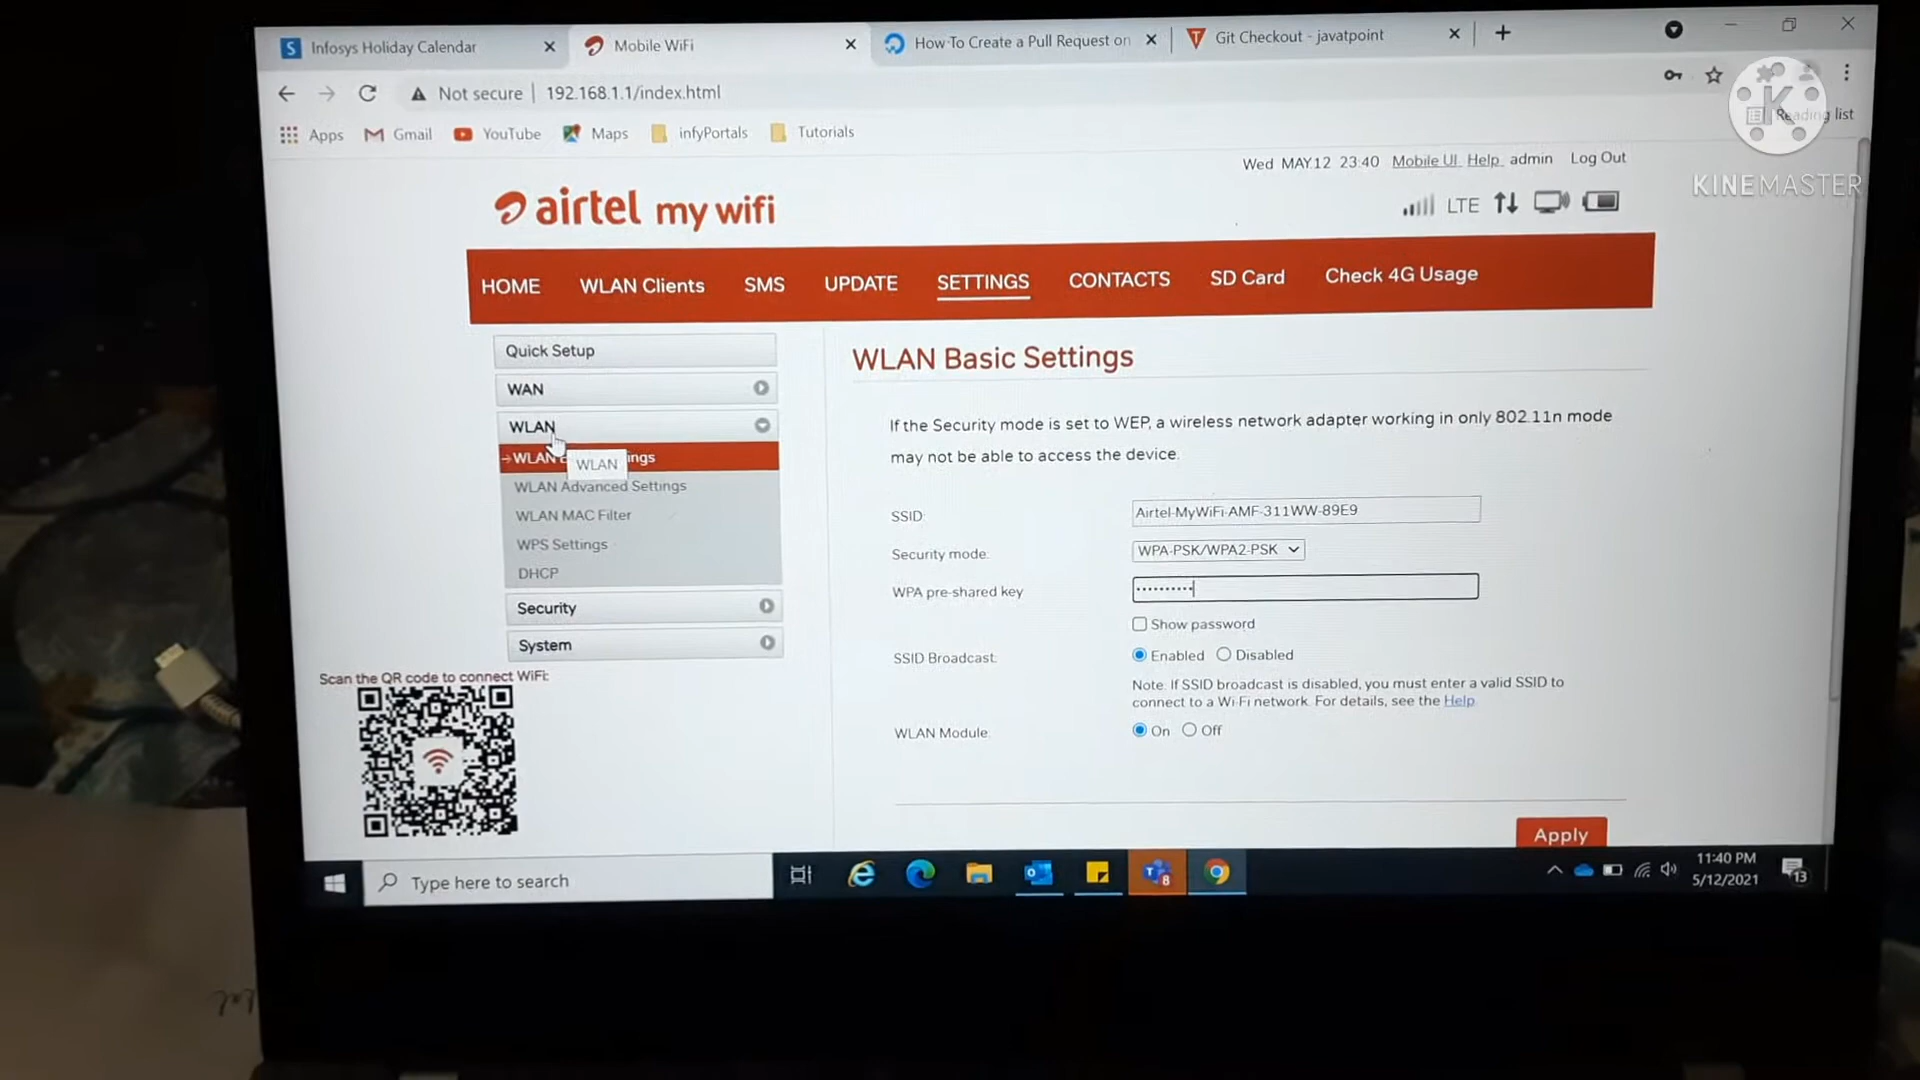 Infosys Holiday Calendar
Mobile WiFi
How To Create a Pull Request on
Git Checkout - javatpoint
Not secure
192.168.1.1/index.html
Reading list
Apps
Gmail
YouTube
Maps
infyPortals
Tutorials
KINEMASTER
Wed MAY.12 23:40 Mobile UI Help admin Log Out
airtel my wifi
LTE
HOME
WLAN Clients
SMS
UPDATE
SETTINGS
CONTACTS
SD Card
Check 4G Usage
Quick Setup
WAN
WLAN
WLAN
WLAN Advanced Settings
WLAN MAC Filter
WPS Settings
DHCP
Security
System
Scan the QR code to connect WiFi:
WLAN Basic Settings
If the Security mode is set to WEP, a wireless network adapter working in only 802.11n mode
may not be able to access the device.
SSID:
Airtel-MyWiFi-AMF-311WW-89E9
Security mode:
WPA-PSK/WPA2-PSK
WPA pre-shared key
Show password
SSID Broadcast:
Enabled
Disabled
Note: If SSID broadcast is disabled, you must enter a valid SSID to
connect to a Wi-Fi network. For details, see the Help.
WLAN Module
On
Off
Apply
Type here to search
8
11:40 PM
5/12/2021
13